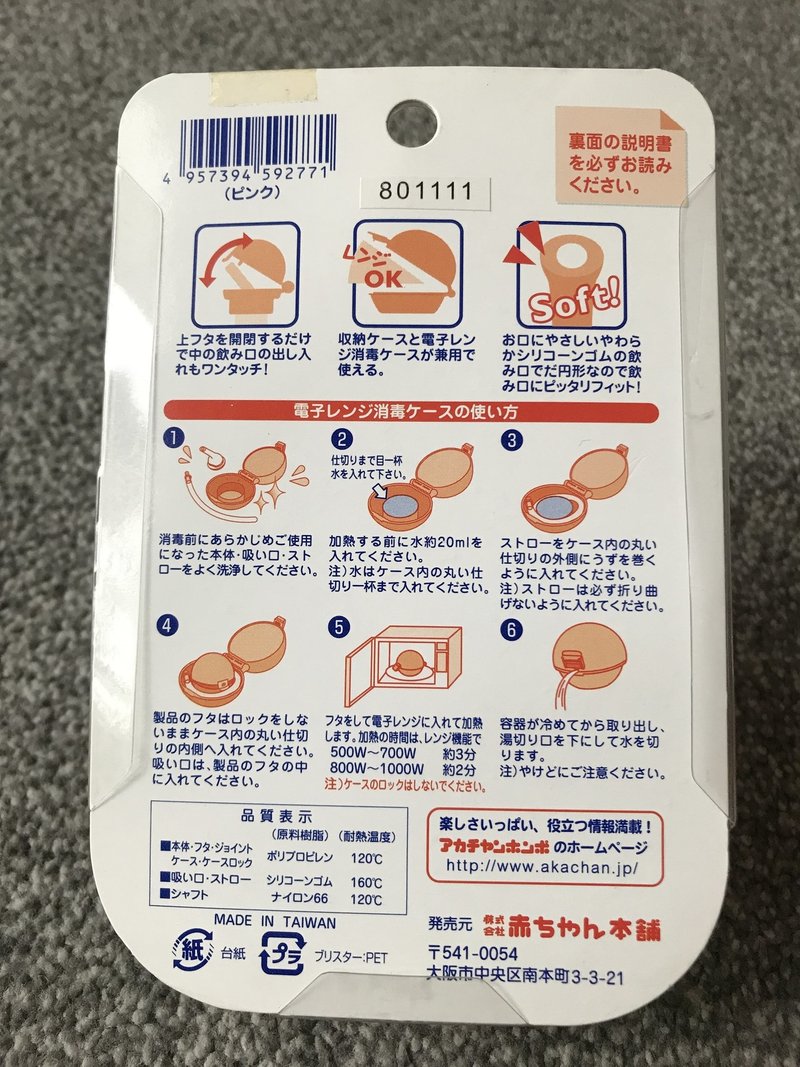 4 957394 592771
(ピンク)
801111
裏面の説明書
を必ずお読み
ください。
レンジ
OK
Soft!
上フタを開閉するだけ
で中の飲み口の出し入
れもワンタッチ!
収納ケースと電子レン
ジ消毒ケースが兼用で
使える。
お口にやさしいやわら
かシリコーンゴムの飲
み口でだ円形なので飲
み口にピッタリフィット!
電子レンジ消毒ケースの使い方
1
消毒前にあらかじめご使用
になった本体・吸い口・スト
ローをよく洗浄してください。
2
仕切りまで目一杯
水を入れて下さい。
加熱する前に水約20mlを
入れてください。
注)水はケース内の丸い仕
切り一杯まで入れてください。
3
ストローをケース内の丸い
仕切りの外側にうずを巻く
ように入れてください。
注)ストローは必ず折り曲
げないように入れてください。
4
製品のフタはロックをしな
いままケース内の丸い仕切
りの内側へ入れてください。
吸い口は、製品のフタの中
に入れてください。
5
フタをして電子レンジに入れて加熱
します。加熱の時間は、レンジ機能で
500W〜700W 約3分
800W〜1000W 約2分
注)ケースのロックはしないでください。
6
容器が冷めてから取り出し、
湯切り口を下にして水を切
ります。
注)やけどにご注意ください。
品質表示
(原料樹脂) (耐熱温度)
■本体・フタ・ジョイント
ケース・ケースロック ポリプロピレン 120℃
■吸い口・ストロー シリコーンゴム 160℃
■シャフト ナイロン66 120℃
楽しさいっぱい、役立つ情報満載!
アカチャンホンポ のホームページ
http://www.akachan.jp/
MADE IN TAIWAN
紙 台紙 プラ ブリスター:PET
発売元 株式会社 赤ちゃん本舗
〒541-0054
大阪市中央区南本町3-3-21